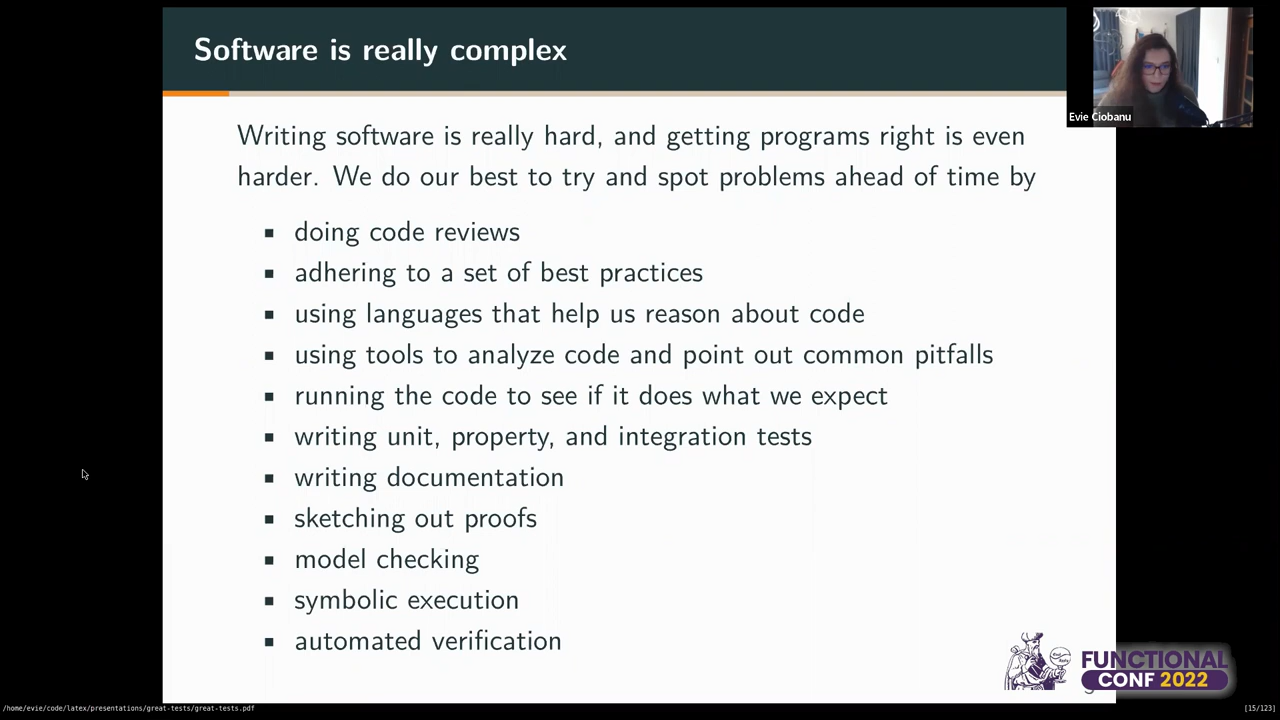 Software is really complex
Evie Ciobanu
Writing software is really hard, and getting programs right is even
harder. We do our best to try and spot problems ahead of time by
▪ doing code reviews
▪ adhering to a set of best practices
▪ using languages that help us reason about code
▪ using tools to analyze code and point out common pitfalls
▪ running the code to see if it does what we expect
▪ writing unit, property, and integration tests
▪ writing documentation
▪ sketching out proofs
▪ model checking
▪ symbolic execution
▪ automated verification
FUNCTIONAL
CONF 2022
/home/evie/code/latex/presentations/great-tests/great-tests.pdf
[15/123]